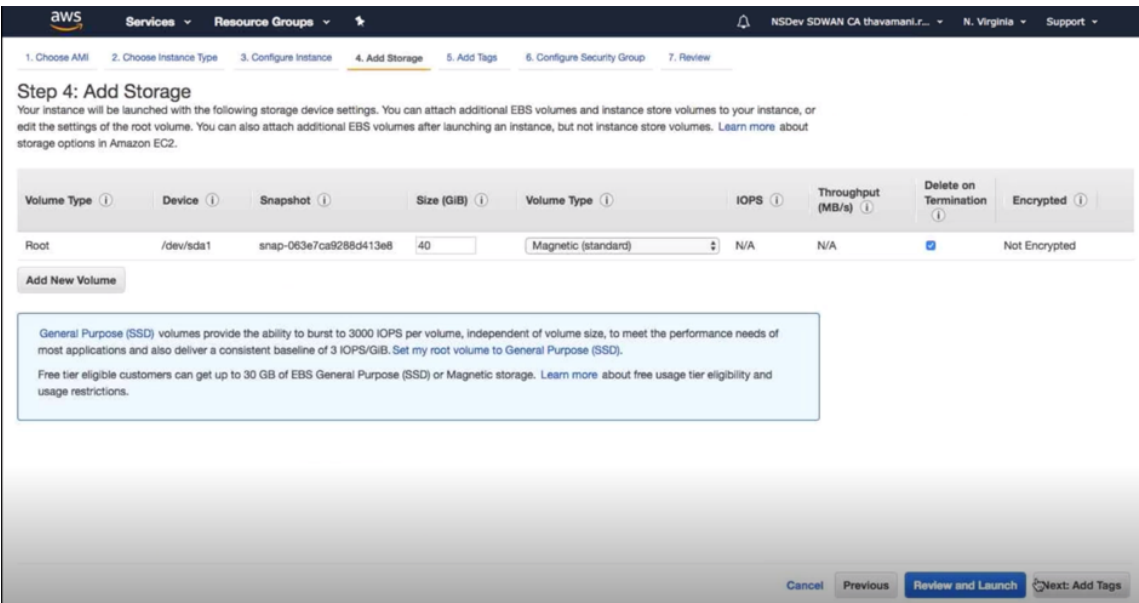 aws Services Resource Groups NSDev SDWAN CA thavamani.r... N. Virginia Support
1. Choose AMI 2. Choose Instance Type 3. Configure Instance 4. Add Storage 5. Add Tags 6. Configure Security Group 7. Review
Step 4: Add Storage
Your instance will be launched with the following storage device settings. You can attach additional EBS volumes and instance store volumes to your instance, or
edit the settings of the root volume. You can also attach additional EBS volumes after launching an instance, but not instance store volumes. Learn more about
storage options in Amazon EC2.
Volume Type Device Snapshot Size (GiB) Volume Type IOPS Throughput (MB/s) Delete on Termination Encrypted
Root /dev/sda1 snap-063e7ca9288d413e8 40 Magnetic (standard) N/A N/A Not Encrypted
Add New Volume
General Purpose (SSD) volumes provide the ability to burst to 3000 IOPS per volume, independent of volume size, to meet the performance needs of
most applications and also deliver a consistent baseline of 3 IOPS/GiB. Set my root volume to General Purpose (SSD).
Free tier eligible customers can get up to 30 GB of EBS General Purpose (SSD) or Magnetic storage. Learn more about free usage tier eligibility and
usage restrictions.
Cancel Previous Review and Launch Next: Add Tags